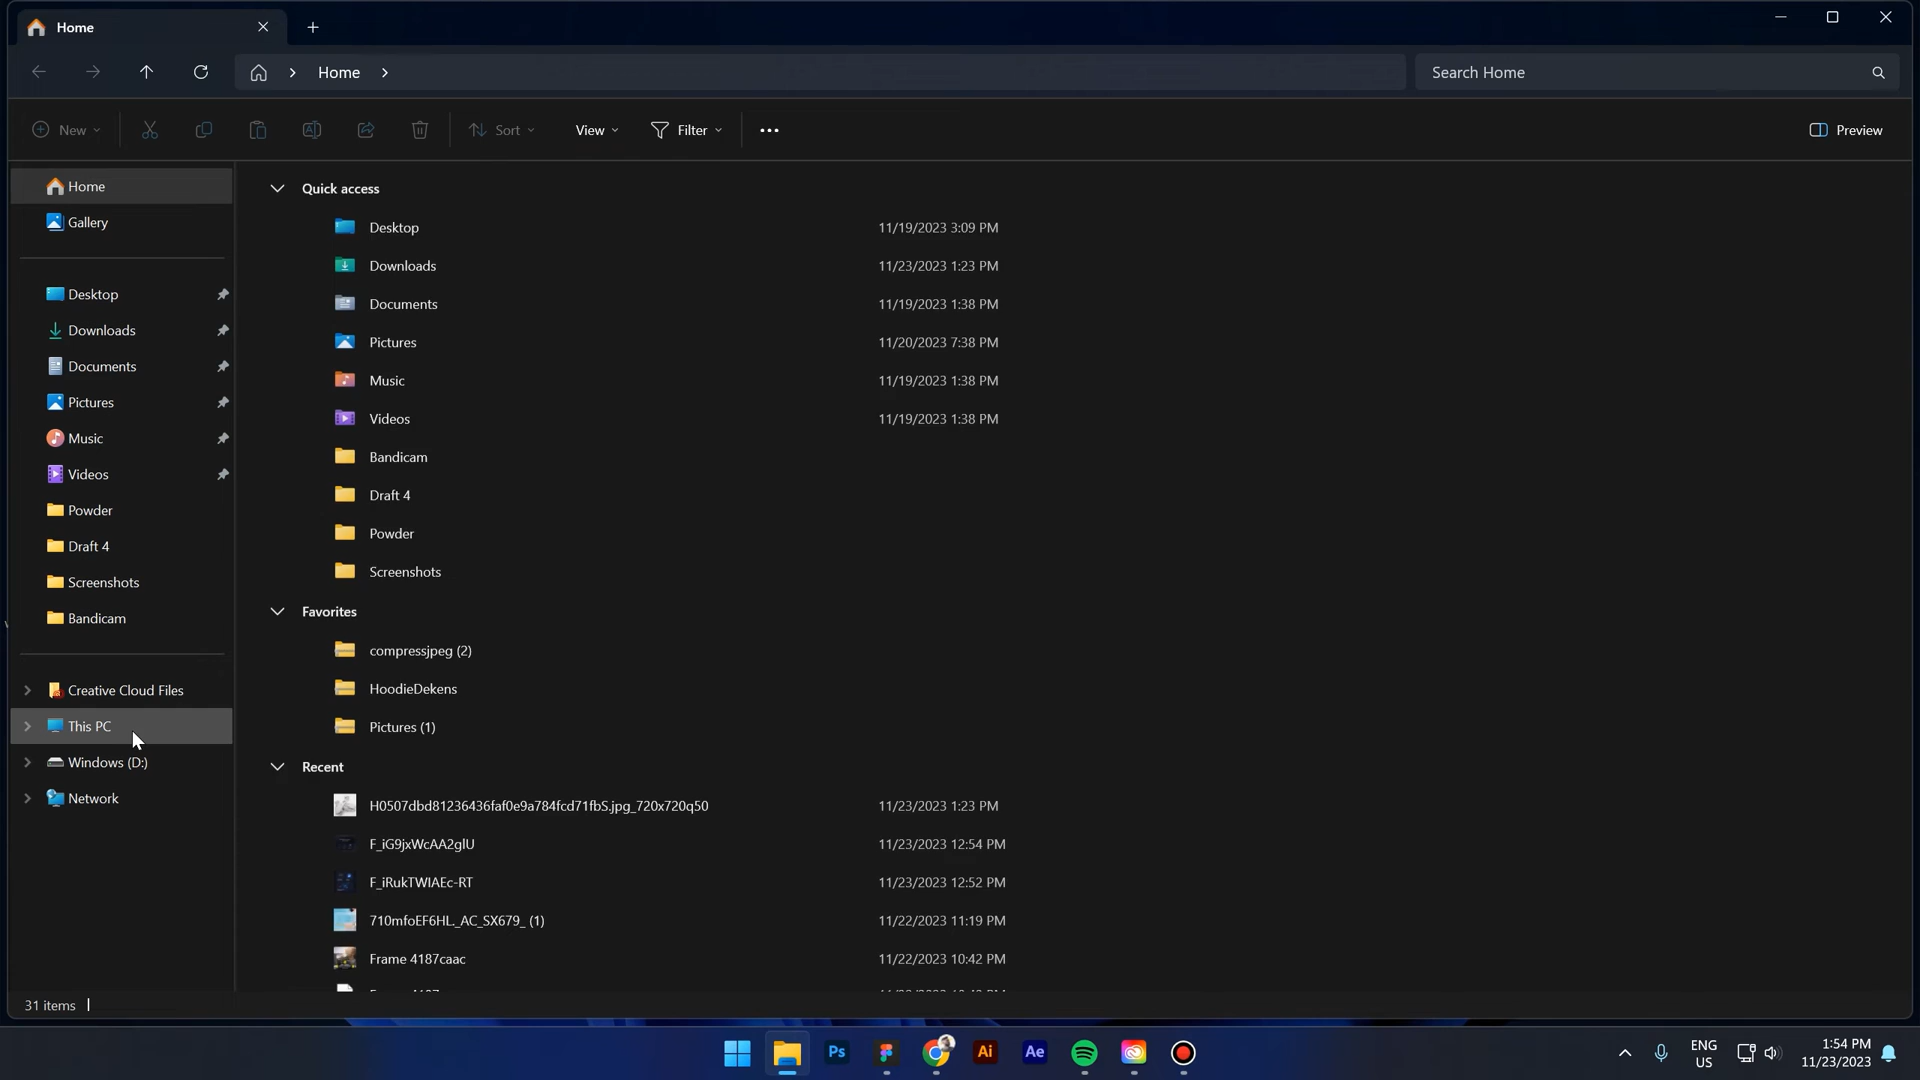 Home
Home
Search Home
New
Sort
View
Filter
Preview
Home
Gallery
Desktop
Downloads
Documents
Pictures
Music
Videos
Powder
Draft 4
Screenshots
Bandicam
Creative Cloud Files
This PC
Windows (D:)
Network
Quick access
Desktop 11/19/2023 3:09 PM
Downloads 11/23/2023 1:23 PM
Documents 11/19/2023 1:38 PM
Pictures 11/20/2023 7:38 PM
Music 11/19/2023 1:38 PM
Videos 11/19/2023 1:38 PM
Bandicam
Draft 4
Powder
Screenshots
Favorites
compressjpeg (2)
HoodieDekens
Pictures (1)
Recent
H0507dbd81236436faf0e9a784fcd71fbS.jpg_720x720q50 11/23/2023 1:23 PM
F_iG9jxWcAA2glU 11/23/2023 12:54 PM
F_iRukTWIAEc-RT 11/23/2023 12:52 PM
710mfoEF6HL._AC_SX679_ (1) 11/22/2023 11:19 PM
Frame 4187caac 11/22/2023 10:42 PM
31 items
Ps
Ai
Ae
ENG
US
1:54 PM
11/23/2023